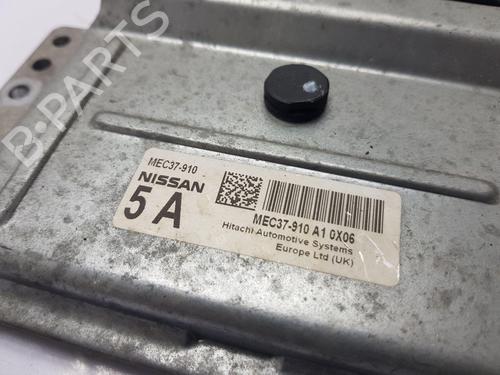 B-PARTS
MEC37-910
NISSAN
5 A
MEC37-910 A1 0X06
Hitachi Automotive Systems
Europe Ltd (UK)